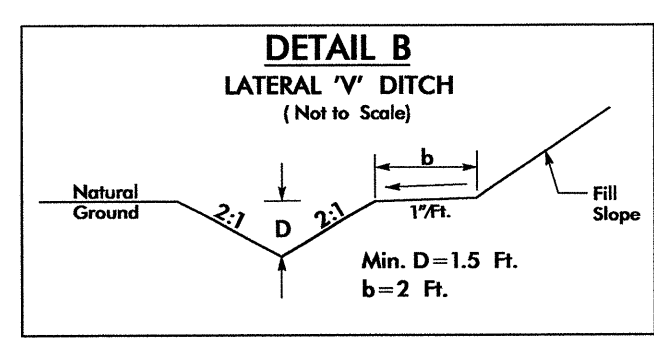 DETAIL B
LATERAL 'V' DITCH
(Not to Scale)
b
Natural
Ground
2:1
D
2:1
1"/Ft.
Fill
Slope
Min. D=1.5 Ft.
b=2 Ft.